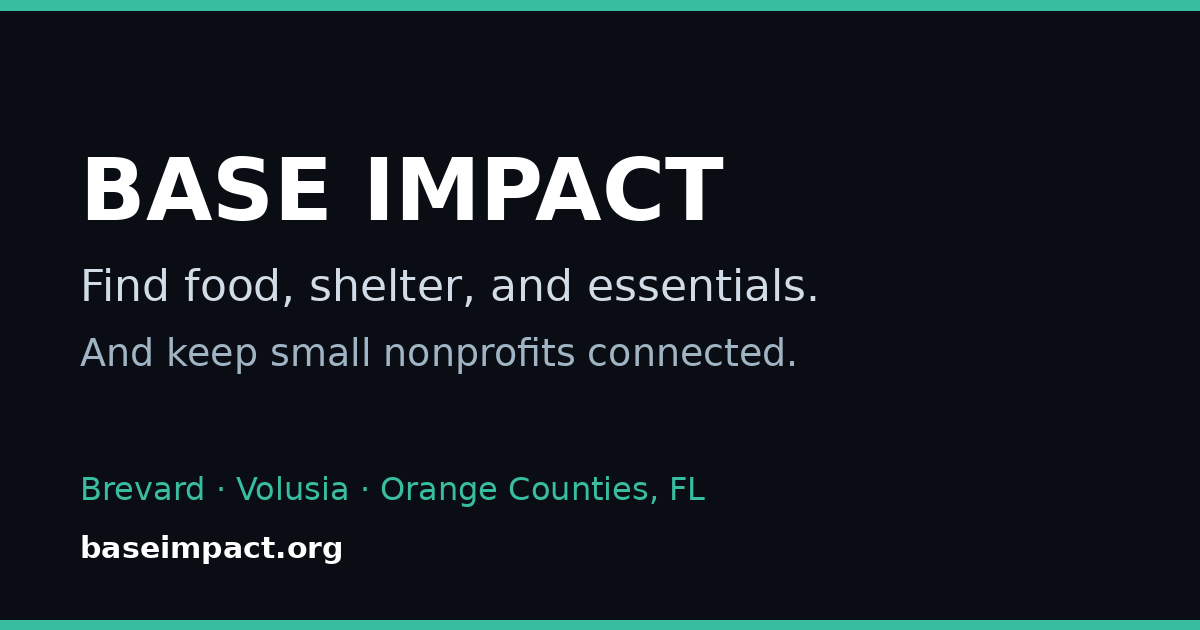 BASE IMPACT
Find food, shelter, and essentials.
And keep small nonprofits connected.
Brevard · Volusia · Orange Counties, FL
baseimpact.org